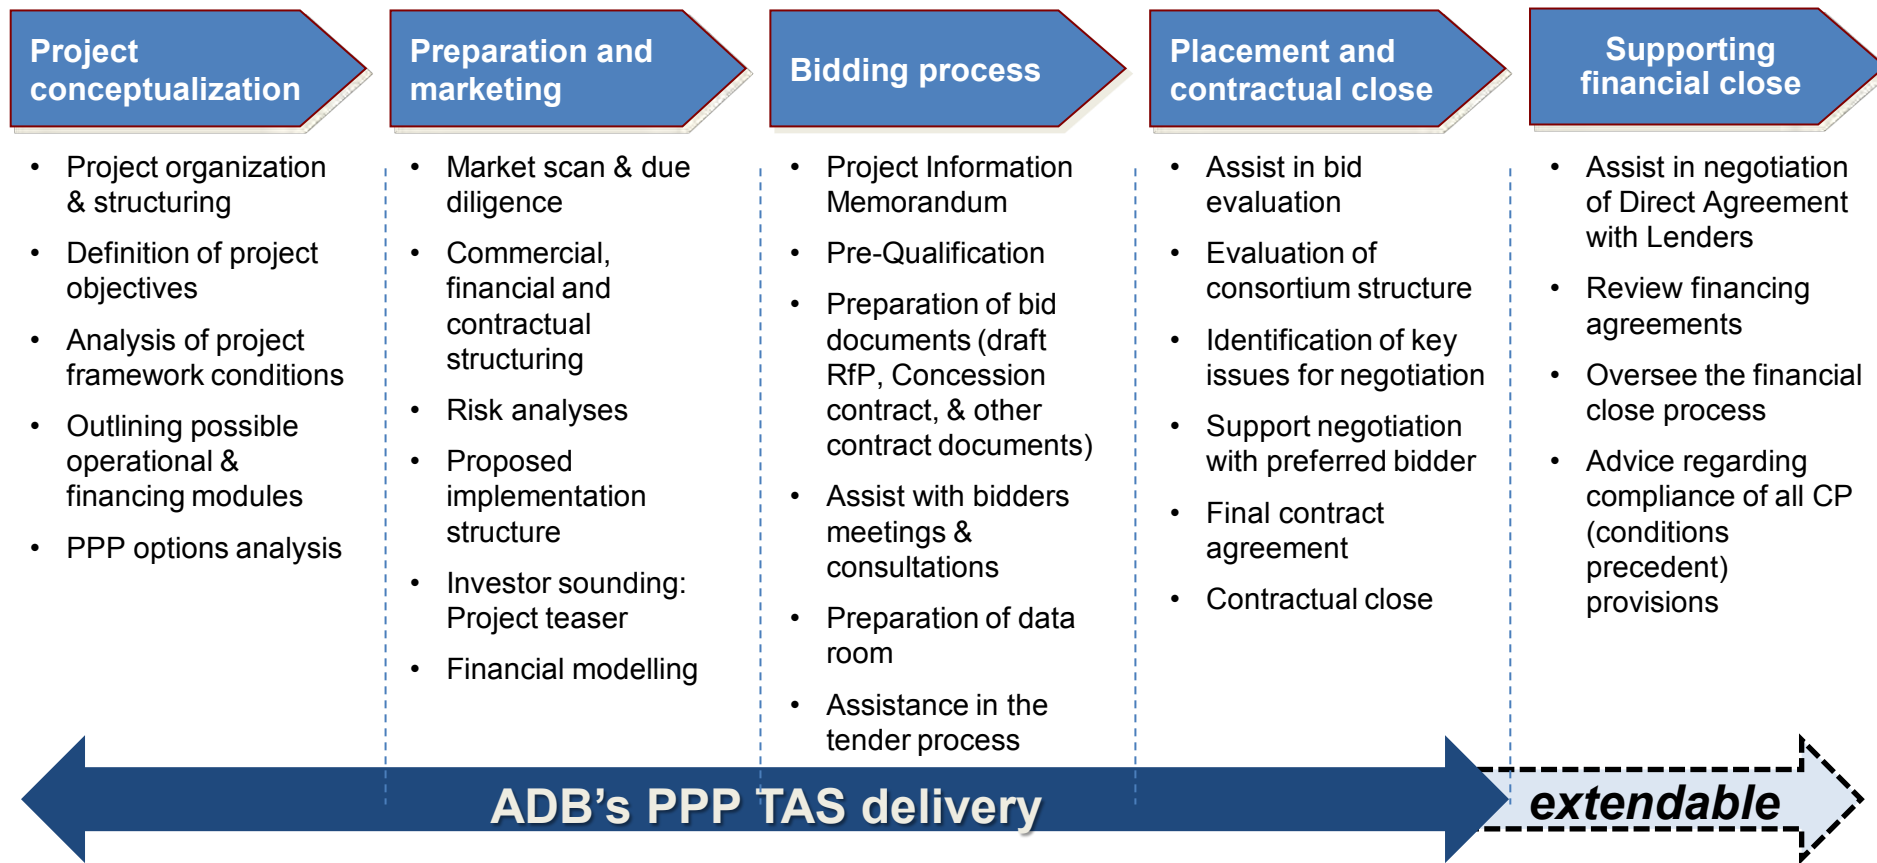 Project
conceptualization
• Project organization
& structuring
• Definition of project
objectives
• Analysis of project
framework conditions
• Outlining possible
operational &
financing modules
• PPP options analysis
Preparation and
marketing
• Market scan & due
diligence
• Commercial,
financial and
contractual
structuring
• Risk analyses
• Proposed
implementation
structure
• Investor sounding:
Project teaser
• Financial modelling
Bidding process
• Project Information
Memorandum
• Pre-Qualification
• Preparation of bid
documents (draft
RfP, Concession
contract, & other
contract documents)
• Assist with bidders
meetings &
consultations
• Preparation of data
room
• Assistance in the
tender process
Placement and
contractual close
• Assist in bid
evaluation
• Evaluation of
consortium structure
• Identification of key
issues for negotiation
• Support negotiation
with preferred bidder
• Final contract
agreement
• Contractual close
Supporting
financial close
• Assist in negotiation
of Direct Agreement
with Lenders
• Review financing
agreements
• Oversee the financial
close process
• Advice regarding
compliance of all CP
(conditions
precedent)
provisions
ADB's PPP TAS delivery
extendable